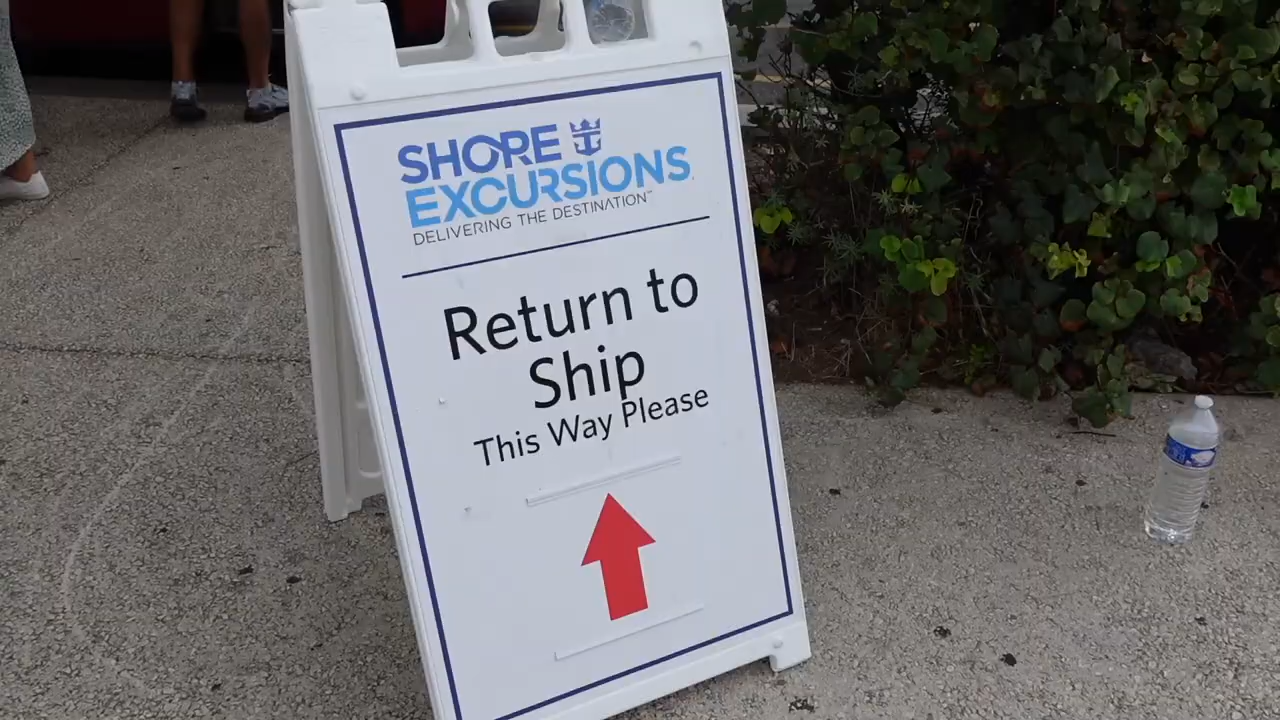 SHORE
EXCURSIONS
DELIVERING THE DESTINATION™
Return to
Ship
This Way Please